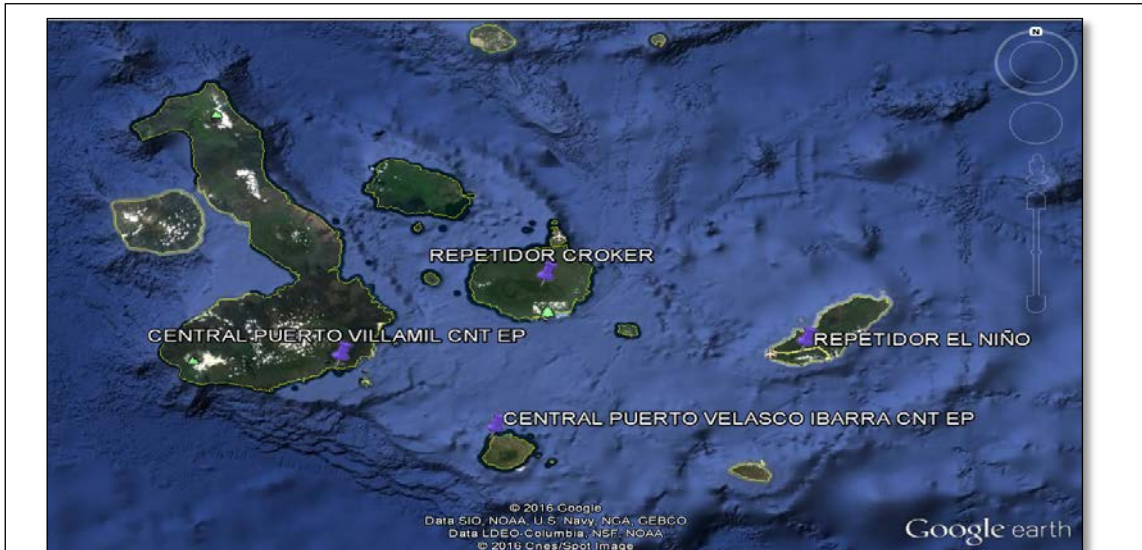 N
REPETIDOR CROKER
CENTRAL PUERTO VILLAMIL CNT EP
REPETIDOR EL NIÑO
CENTRAL PUERTO VELASCO IBARRA CNT EP
© 2016 Google
Data SIO, NOAA, U.S. Navy, NGA, GEBCO
Data LDEO-Columbia, NSF, NOAA
© 2016 Cnes/Spot Image
Google earth